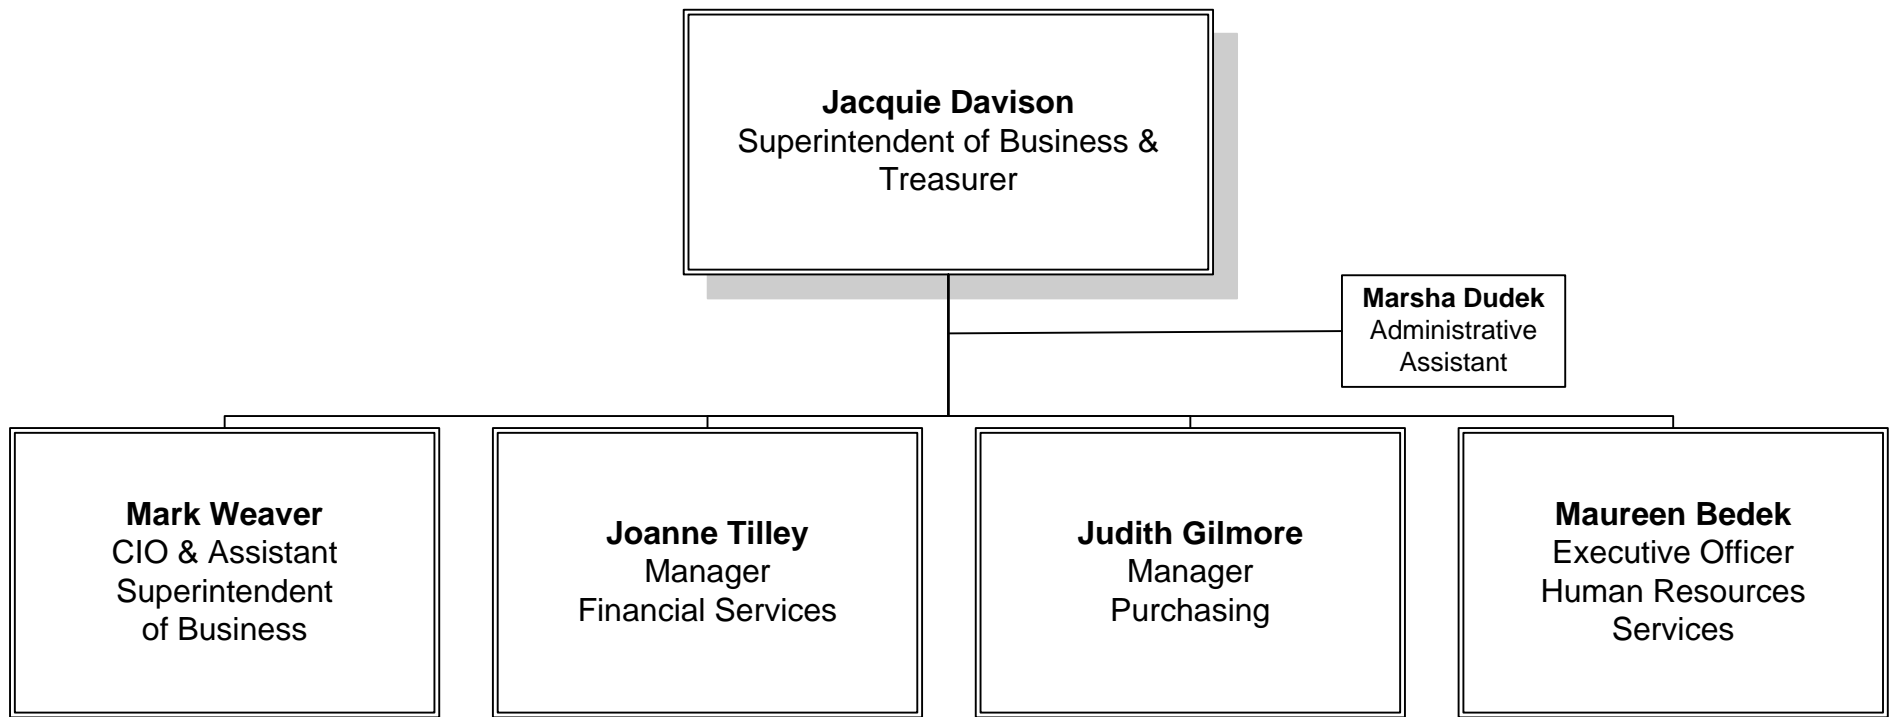 Jacquie Davison
Superintendent of Business &
Treasurer
Marsha Dudek
Administrative
Assistant
Mark Weaver
CIO & Assistant
Superintendent
of Business
Joanne Tilley
Manager
Financial Services
Judith Gilmore
Manager
Purchasing
Maureen Bedek
Executive Officer
Human Resources
Services